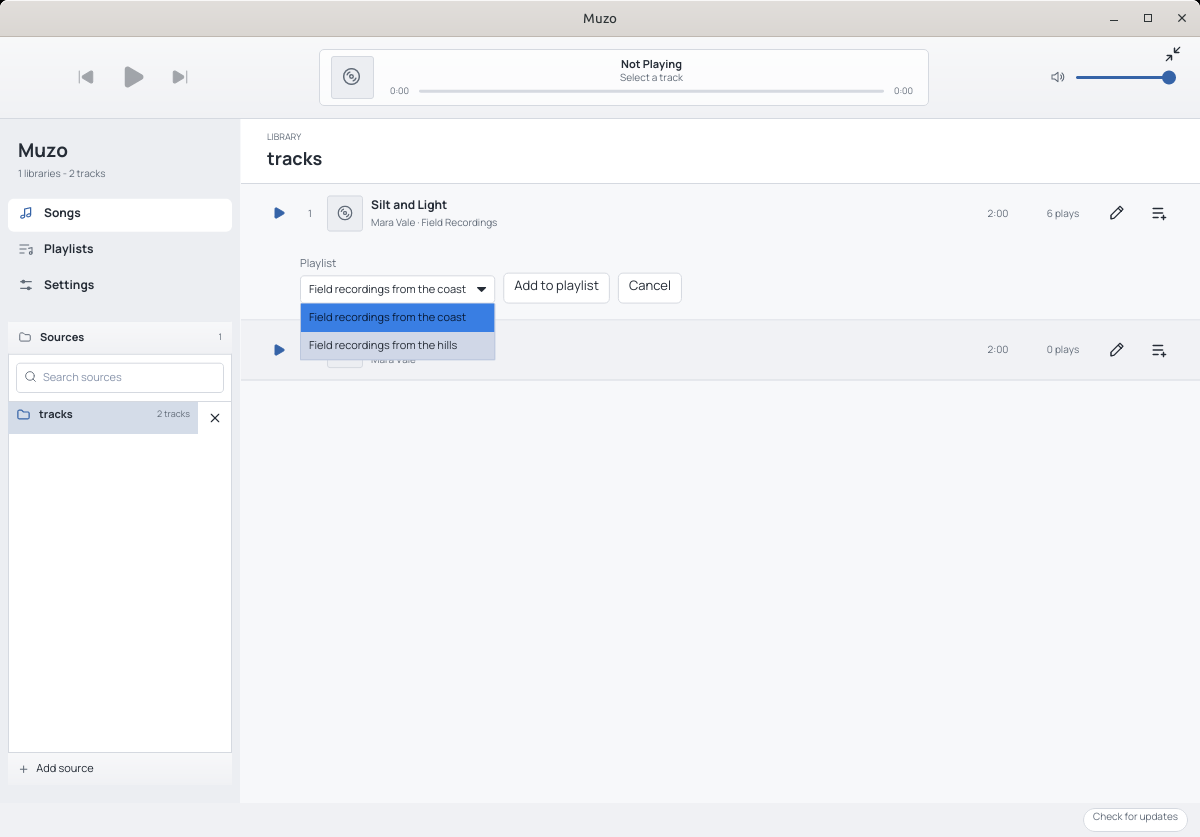 Muzo
Not Playing
Select a track
0:00
0:00
Muzo
1 libraries - 2 tracks
Songs
Playlists
Settings
Sources 1
Search sources
tracks 2 tracks
Add source
LIBRARY
tracks
1 Silt and Light 2:00 6 plays
Mara Vale · Field Recordings
Playlist
Field recordings from the coast Add to playlist Cancel
Field recordings from the coast
Field recordings from the hills
Mara Vale 2:00 0 plays
Check for updates